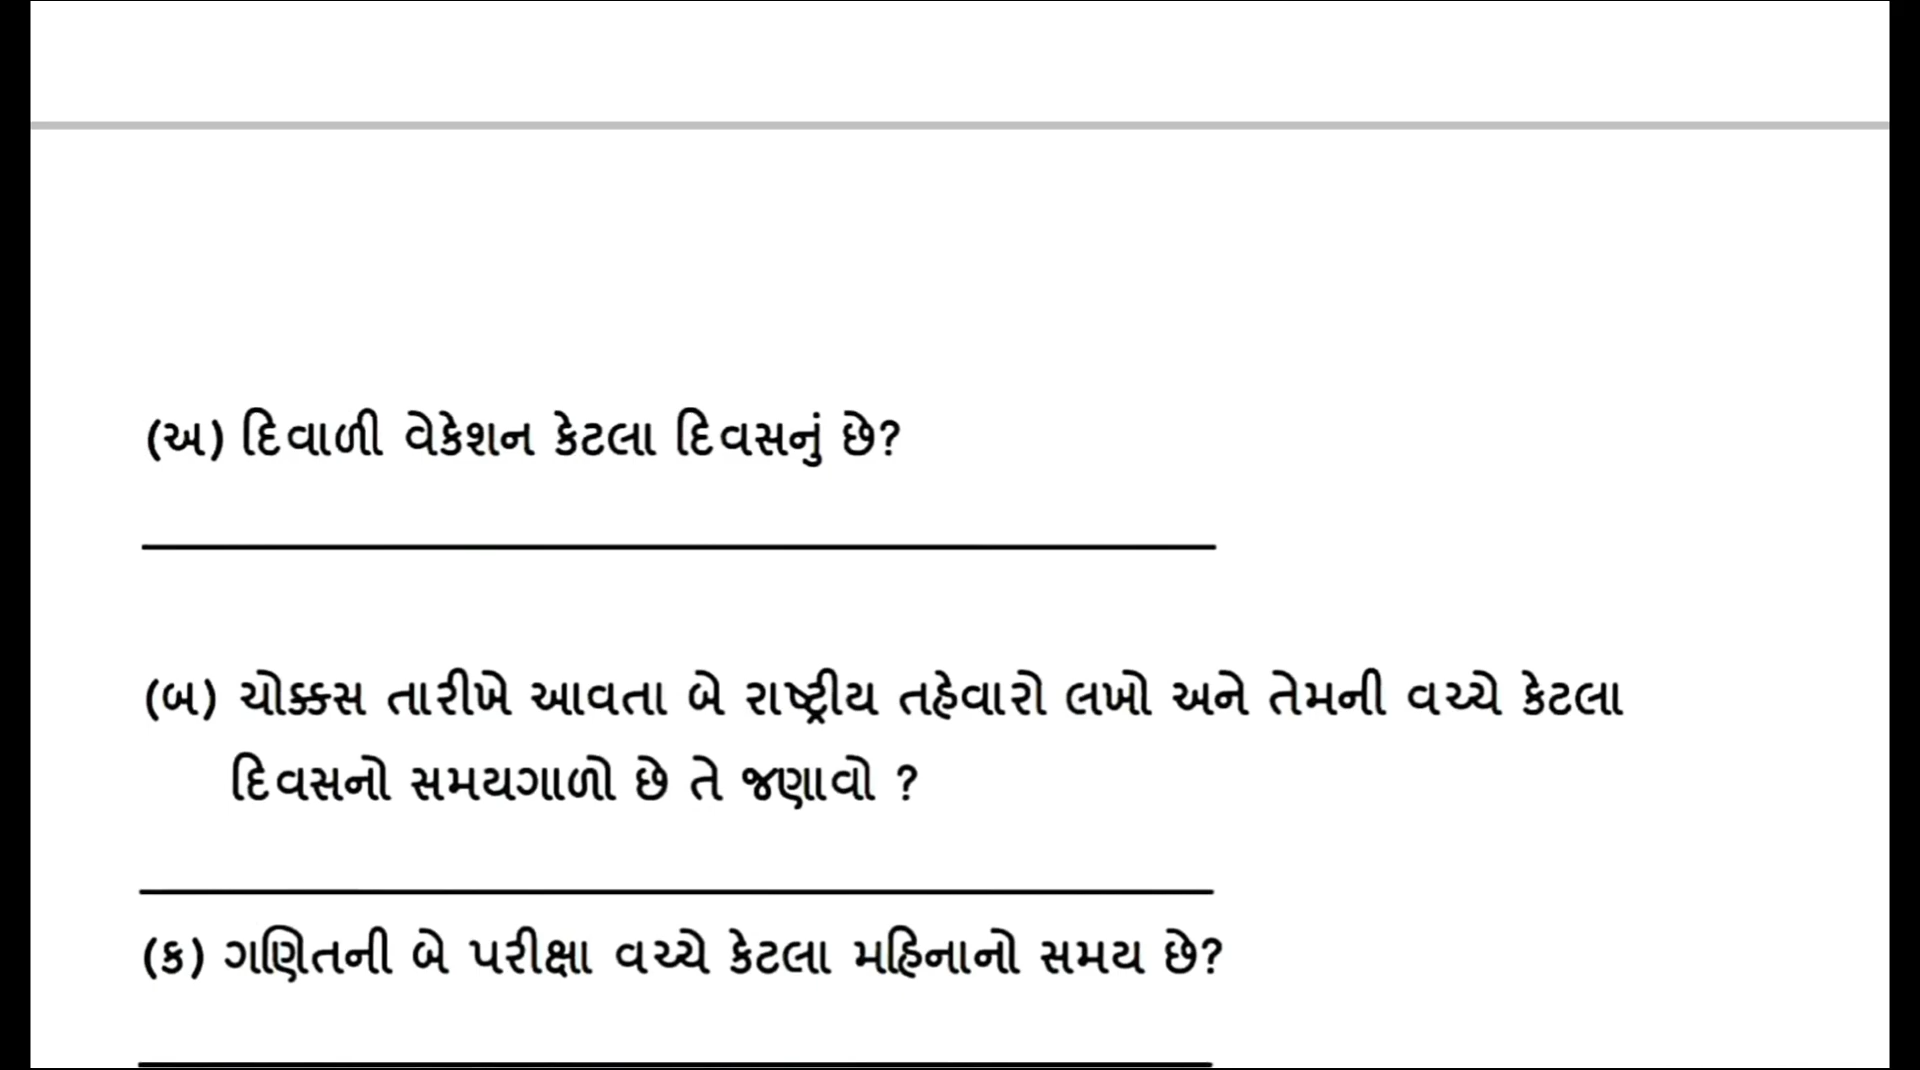 (અ) દિવાળી વેકેશન કેટલા દિવસનું છે?
(બ) ચોક્કસ તારીખે આવતા બે રાષ્ટ્રીય તહેવારો લખો અને તેમની વચ્ચે કેટલા
દિવસનો સમયગાળો છે તે જણાવો ?
(ક) ગણિતની બે પરીક્ષા વચ્ચે કેટલા મહિનાનો સમય છે?